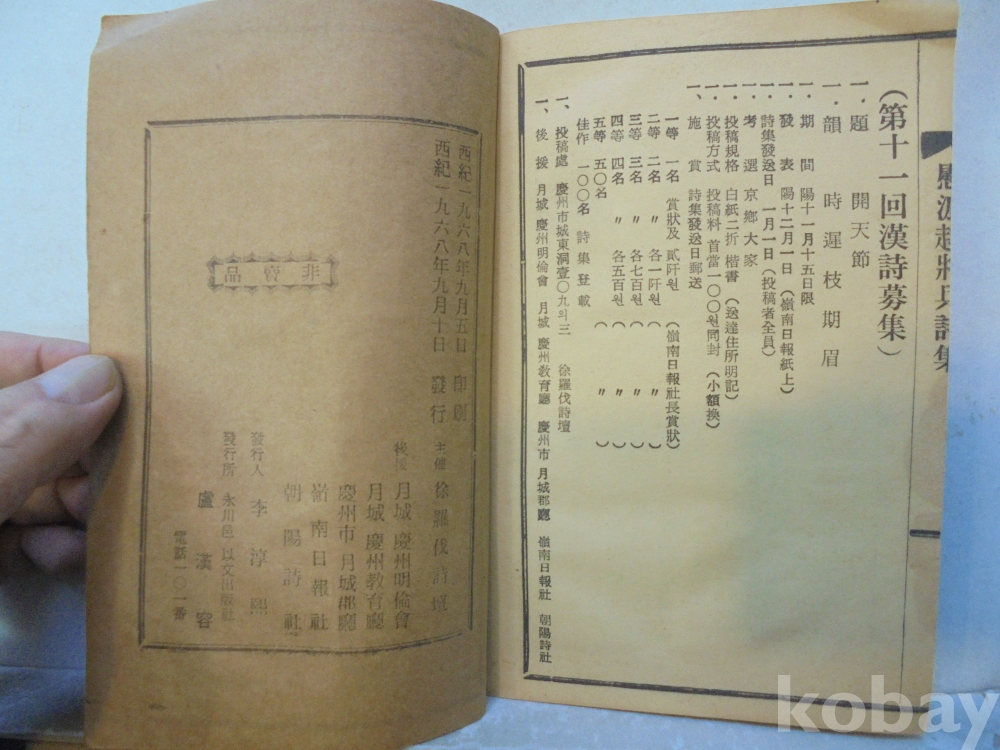 趙將兵詩集
（第十一回漢詩募集）
一．題　開天節
一．韻　時遲枝期眉
一．期間　陽十一月十五日限
一．發表　陽十二月一日（嶺南日報紙上）
一．詩集發送日　一月一日（投稿者全員）
一．考選　京鄉大家
一．投稿規格　白紙二折　楷書（送達住所明記）
一．投稿方式　投稿料　首當一〇〇원同封（小額換）
一、施賞　詩集發送日郵送
一等　一名　賞狀及　貳阡원　（嶺南日報社長賞狀）
二等　二名　〃　各一阡원　（　〃　）
三等　三名　〃　各七百원　（　〃　）
四等　四名　〃　各五百원　（　〃　）
五等　五〇名　〃　（　〃　）
佳作　一〇〇名　詩集登載
一、投稿處　慶州市城東洞壹〇九의三　徐羅伐詩壇
一、後援　月城　慶州明倫會　月城　慶州敎育廳　慶州市　月城郡廳　嶺南日報社　朝陽詩社
西紀一九六八年九月五日　印刷
西紀一九六八年九月十日　發行
非賣品
主催　徐羅伐詩壇
後援　月城　慶州明倫會
月城　慶州敎育廳
慶州市　月城郡廳
嶺南日報社
朝陽詩社
發行人　李淳熙
發行所　永川邑　以文出版社
盧漢容
電話一〇一番
kobay